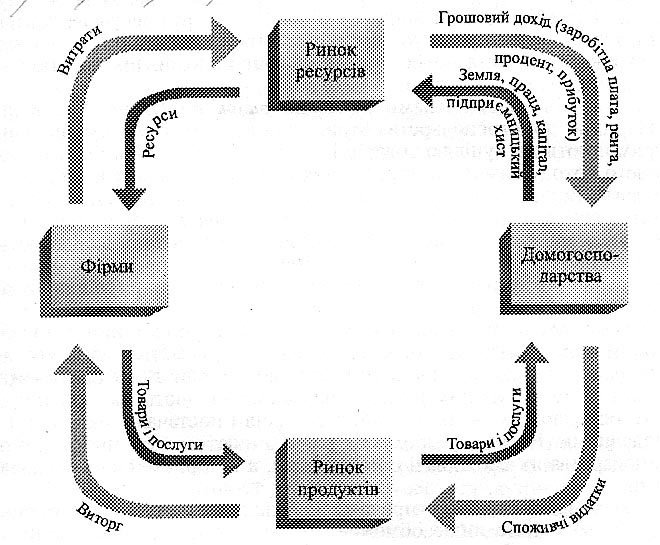 Витрати
Ринок
ресурсів
Грошовий дохід (заробітна плата, рента,
процент, прибуток)
Земля, праця, капітал,
підприємницький
хист
Ресурси
Фірми
Домогоспо-
дарства
Товари і послуги
Товари і послуги
Ринок
продуктів
Виторг
Споживчі видатки